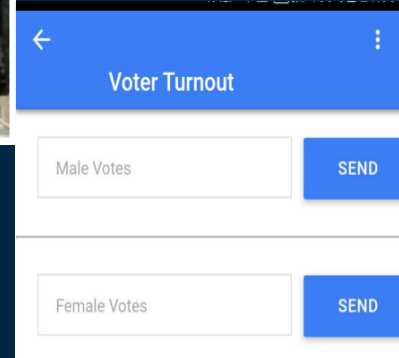 Voter Turnout
Male Votes
SEND
Female Votes
SEND